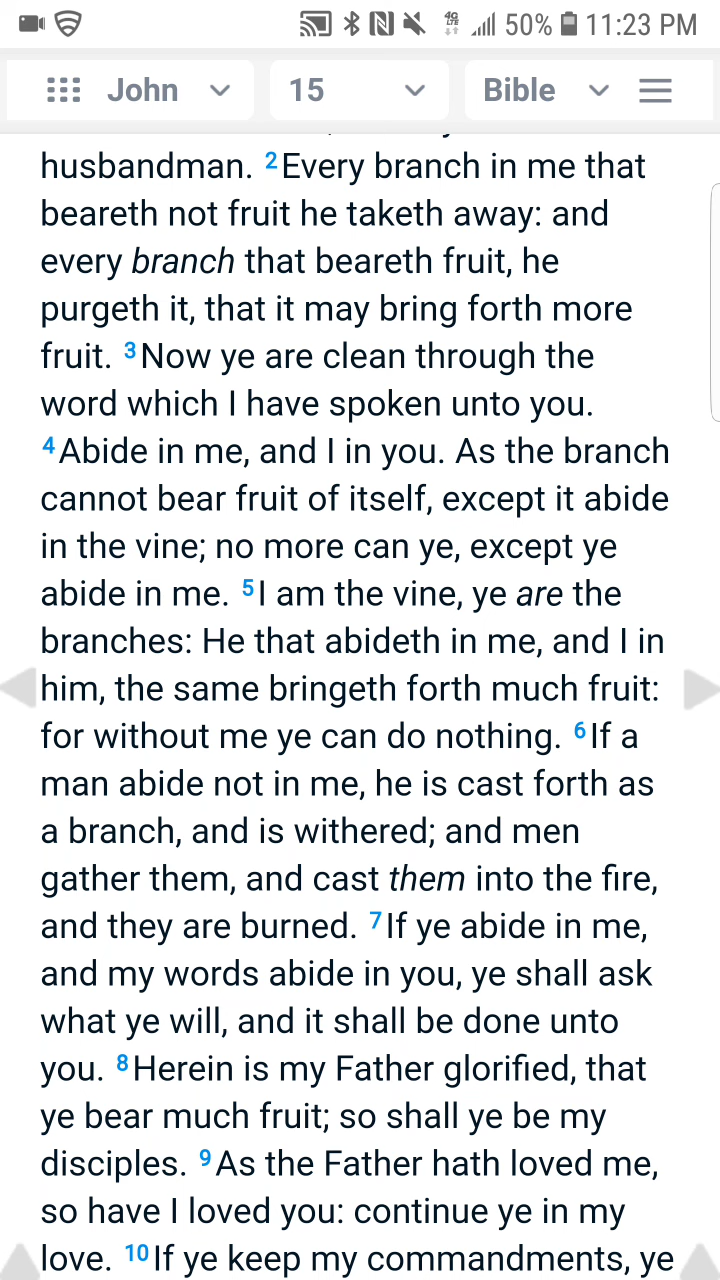 4G LTE 50% 11:23 PM
John 15 Bible
husbandman. 2 Every branch in me that
beareth not fruit he taketh away: and
every branch that beareth fruit, he
purgeth it, that it may bring forth more
fruit. 3 Now ye are clean through the
word which I have spoken unto you.
4 Abide in me, and I in you. As the branch
cannot bear fruit of itself, except it abide
in the vine; no more can ye, except ye
abide in me. 5 I am the vine, ye are the
branches: He that abideth in me, and I in
him, the same bringeth forth much fruit:
for without me ye can do nothing. 6 If a
man abide not in me, he is cast forth as
a branch, and is withered; and men
gather them, and cast them into the fire,
and they are burned. 7 If ye abide in me,
and my words abide in you, ye shall ask
what ye will, and it shall be done unto
you. 8 Herein is my Father glorified, that
ye bear much fruit; so shall ye be my
disciples. 9 As the Father hath loved me,
so have I loved you: continue ye in my
love. 10 If ye keep my commandments, ye